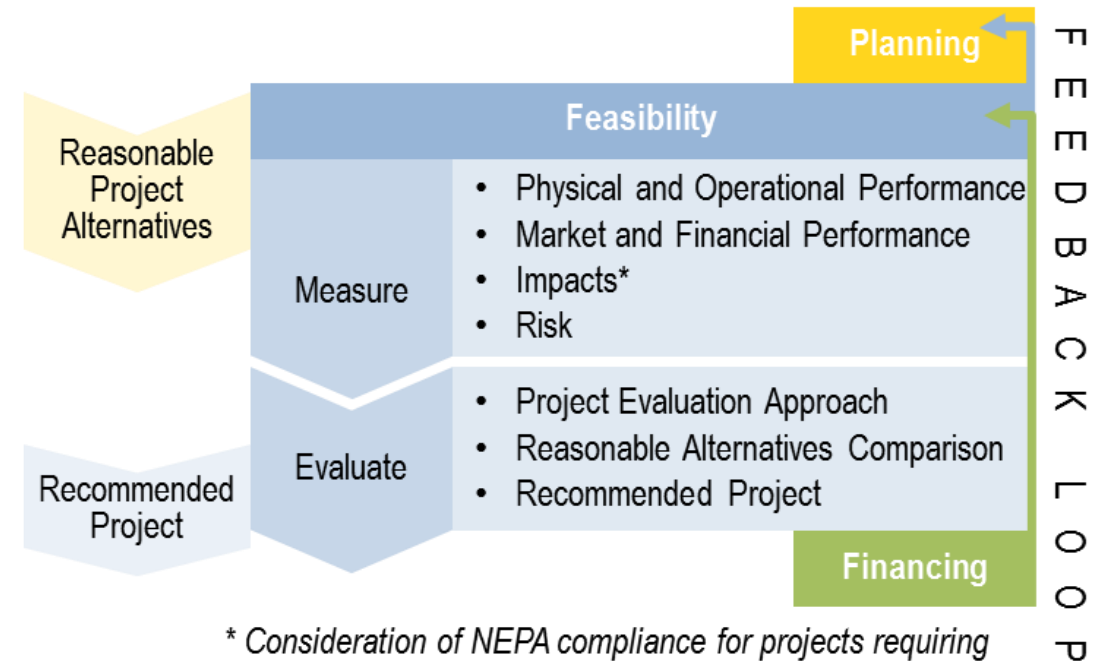 Planning
Feasibility
Reasonable
Project
Alternatives
Measure
• Physical and Operational Performance
• Market and Financial Performance
• Impacts*
• Risk
Evaluate
• Project Evaluation Approach
• Reasonable Alternatives Comparison
• Recommended Project
Recommended
Project
Financing
FEEDBACK LOOP
* Consideration of NEPA compliance for projects requiring